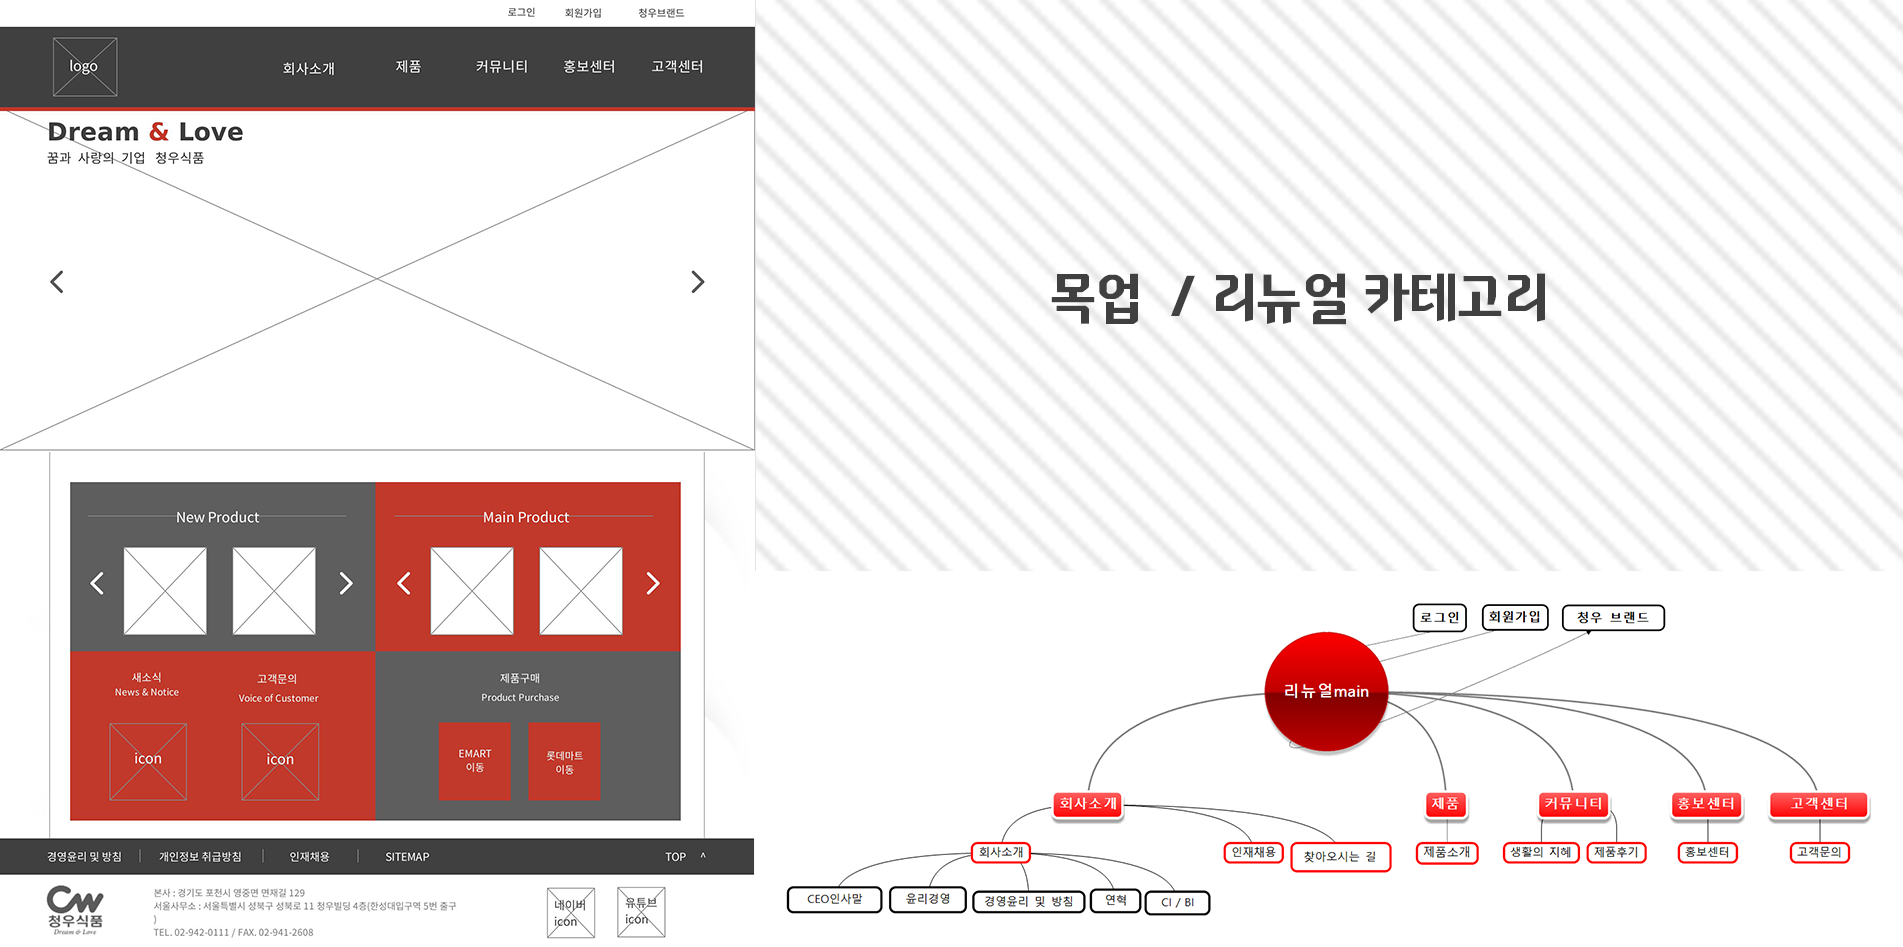 로그인 회원가입 청우브랜드
logo 회사소개 제품 커뮤니티 홍보센터 고객센터
Dream & Love
꿈과 사랑의 기업 청우식품
New Product
Main Product
새소식
News & Notice
고객문의
Voice of Customer
제품구매
Product Purchase
icon
icon
EMART
이동
롯데마트
이동
경영윤리 및 방침 개인정보 취급방침 인재채용 SITEMAP TOP ^
CW
청우식품
Dream & Love
본사 : 경기도 포천시 영중면 면재길 129
서울사무소 : 서울특별시 성북구 성북로 11 청우빌딩 4층(한성대입구역 5번 출구
)
TEL. 02-942-0111 / FAX. 02-941-2608
네이버
icon
유튜브
icon
목업 / 리뉴얼 카테고리
로그인 회원가입 청우 브랜드
리뉴얼main
회사소개 제품 커뮤니티 홍보센터 고객센터
회사소개 인재채용 찾아오시는 길 제품소개 생활의 지혜 제품후기 홍보센터 고객문의
CEO인사말 윤리경영 경영윤리 및 방침 연혁 CI / BI